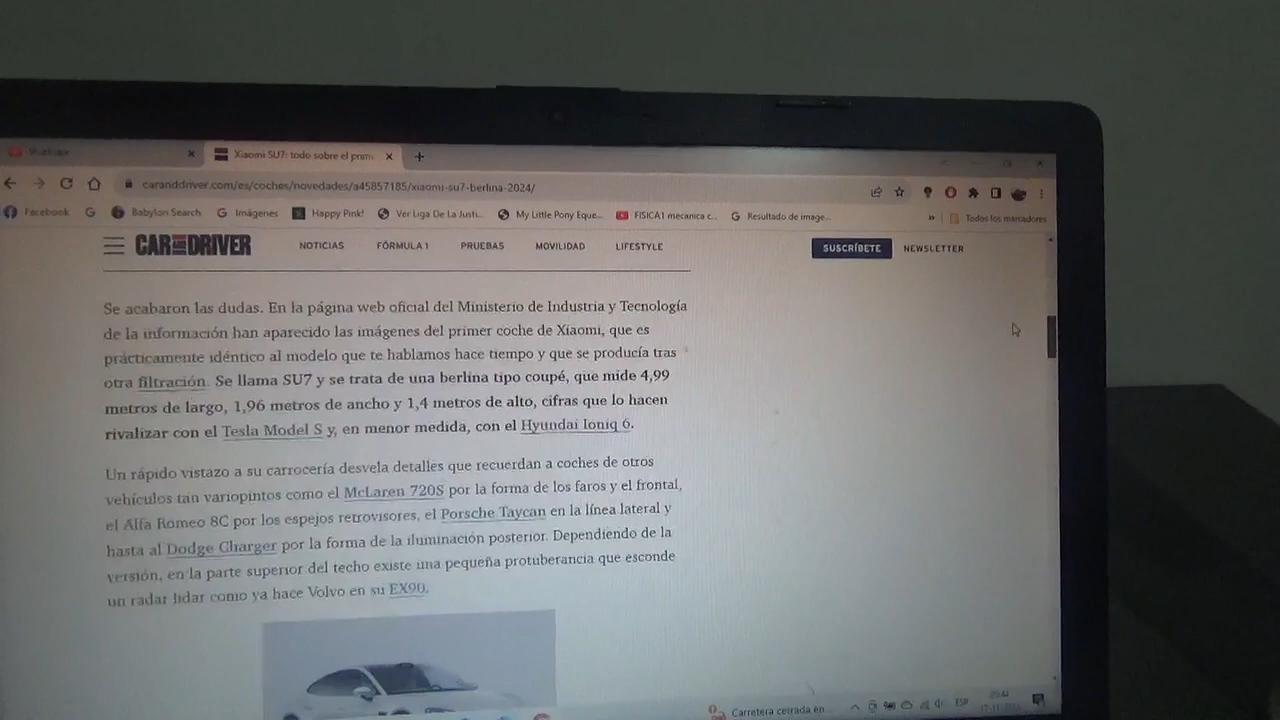 Xiaomi SU7: todo sobre el prim
caranddriver.com/es/coches/novedades/a45857185/xiaomi-su7-berlina-2024/
Facebook
Babylon Search
Imágenes
Happy Pink!
Ver Liga De La Justi...
My Little Pony Eque...
FISICA1 mecanica c...
Resultado de image...
»
Todos los marcadores
CAR AND DRIVER
NOTICIAS
FÓRMULA 1
PRUEBAS
MOVILIDAD
LIFESTYLE
SUSCRÍBETE
NEWSLETTER
Se acabaron las dudas. En la página web oficial del Ministerio de Industria y Tecnología
de la información han aparecido las imágenes del primer coche de Xiaomi, que es
prácticamente idéntico al modelo que te hablamos hace tiempo y que se producía tras
otra filtración. Se llama SU7 y se trata de una berlina tipo coupé, que mide 4,99
metros de largo, 1,96 metros de ancho y 1,4 metros de alto, cifras que lo hacen
rivalizar con el Tesla Model S y, en menor medida, con el Hyundai Ioniq 6.
Un rápido vistazo a su carrocería desvela detalles que recuerdan a coches de otros
vehículos tan variopintos como el McLaren 720S por la forma de los faros y el frontal,
el Alfa Romeo 8C por los espejos retrovisores, el Porsche Taycan en la línea lateral y
hasta al Dodge Charger por la forma de la iluminación posterior. Dependiendo de la
versión, en la parte superior del techo existe una pequeña protuberancia que esconde
un radar lidar como ya hace Volvo en su EX90.
Carretera cerrada en...
ESP